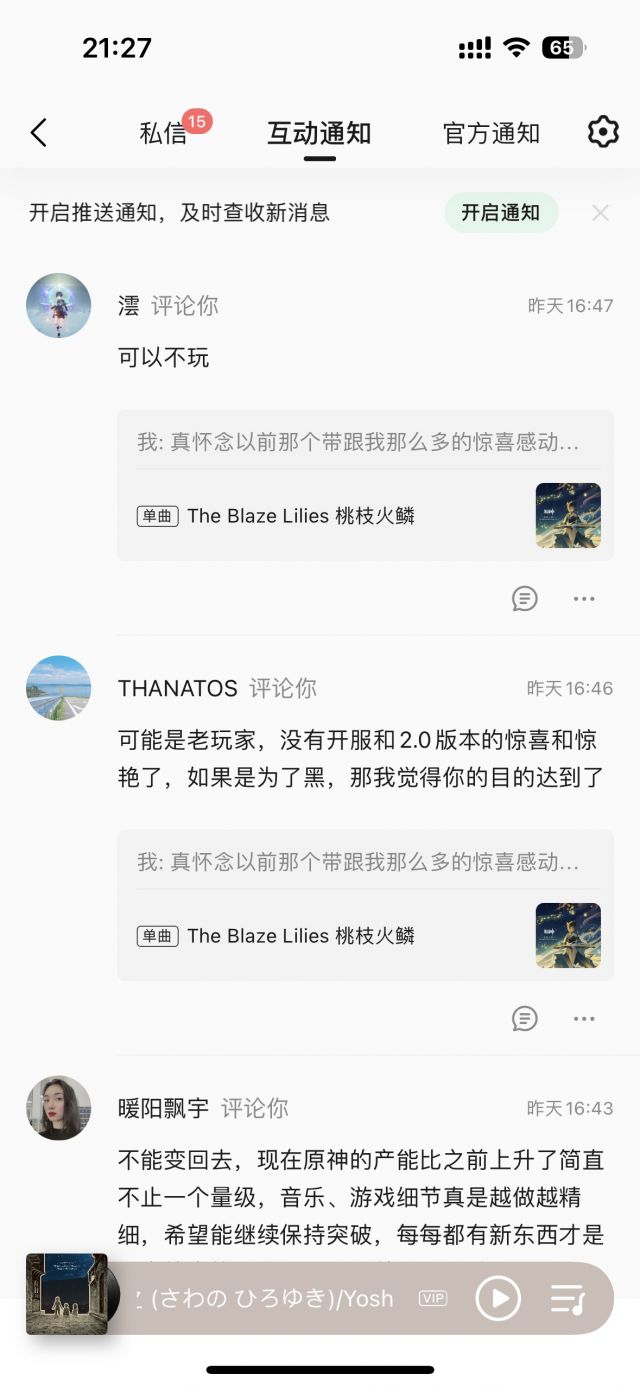 21:27
65
私信
15
互动通知
官方通知
开启推送通知，及时查收新消息
开启通知
澐 评论你
昨天16:47
可以不玩
我: 真怀念以前那个带跟我那么多的惊喜感动...
单曲 The Blaze Lilies 桃枝火鳞
THANATOS 评论你
昨天16:46
可能是老玩家，没有开服和2.0版本的惊喜和惊
艳了，如果是为了黑，那我觉得你的目的达到了
我: 真怀念以前那个带跟我那么多的惊喜感动...
单曲 The Blaze Lilies 桃枝火鳞
暖阳飘宇 评论你
昨天16:43
不能变回去，现在原神的产能比之前上升了简直
不止一个量级，音乐、游戏细节真是越做越精
细，希望能继续保持突破，每每都有新东西才是
(さわの ひろゆき)/Yosh
VIP